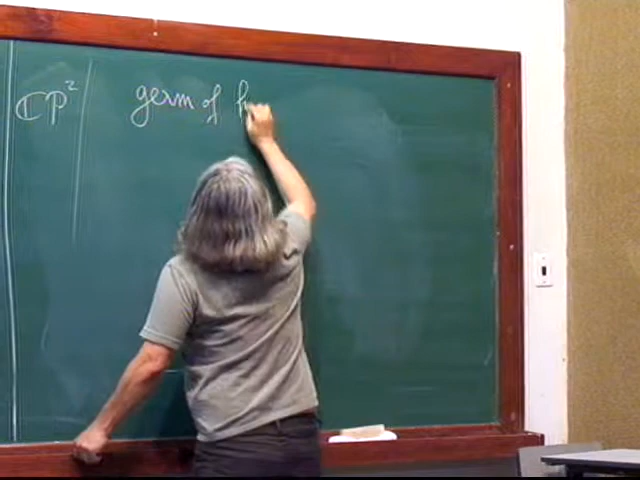 ℂP²
germ of